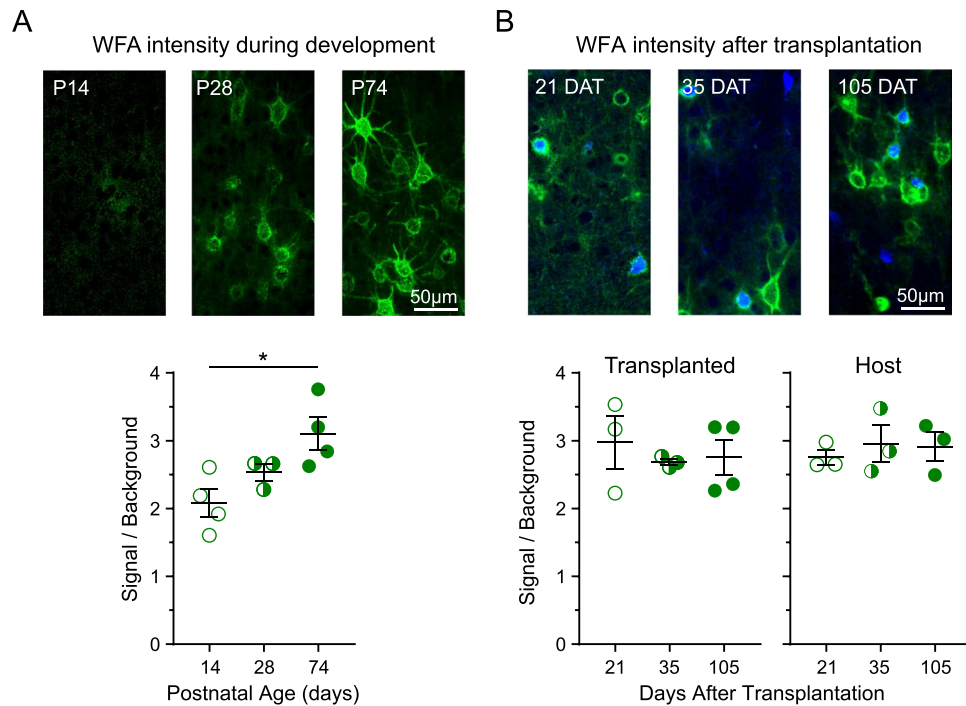 A
WFA intensity during development
P14
P28
P74
50µm
*
4
3
2
1
0
Signal / Background
14
28
74
Postnatal Age (days)
B
WFA intensity after transplantation
21 DAT
35 DAT
105 DAT
50µm
Transplanted
Host
4
3
2
1
0
Signal / Background
21
35
105
21
35
105
Days After Transplantation